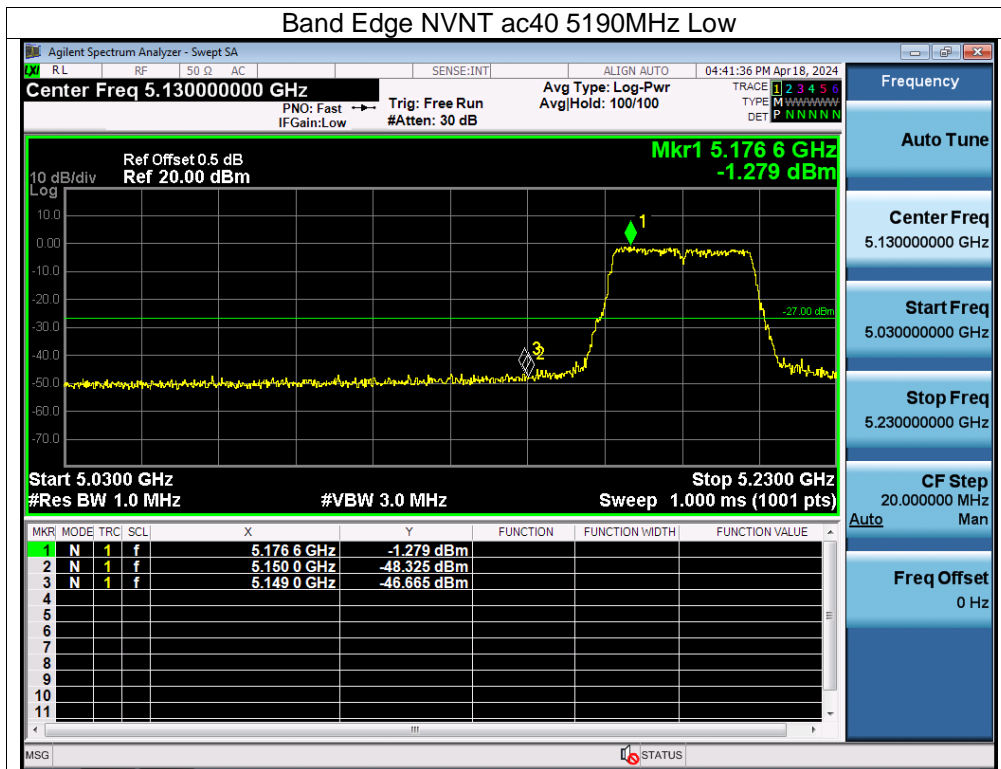 Band Edge NVNT ac40 5190MHz Low
Agilent Spectrum Analyzer - Swept SA
LXI RL RF 50 Ω AC SENSE:INT ALIGN AUTO 04:41:36 PM Apr 18, 2024
Center Freq 5.130000000 GHz
PNO: Fast
IFGain:Low
Trig: Free Run
#Atten: 30 dB
Avg Type: Log-Pwr
Avg|Hold: 100/100
TRACE 1 2 3 4 5 6
TYPE M WWWWW
DET P N N N N N
Ref Offset 0.5 dB
Ref 20.00 dBm
10 dB/div
Log
Mkr1 5.176 6 GHz
-1.279 dBm
10.0
0.00
-10.0
-20.0
-30.0
-40.0
-50.0
-60.0
-70.0
1
-27.00 dBm
3
2
Start 5.0300 GHz
Stop 5.2300 GHz
#Res BW 1.0 MHz
#VBW 3.0 MHz
Sweep 1.000 ms (1001 pts)
MKR MODE TRC SCL X Y FUNCTION FUNCTION WIDTH FUNCTION VALUE
1 N 1 f 5.176 6 GHz -1.279 dBm
2 N 1 f 5.150 0 GHz -48.325 dBm
3 N 1 f 5.149 0 GHz -46.665 dBm
4
5
6
7
8
9
10
11
MSG
STATUS
Frequency
Auto Tune
Center Freq
5.130000000 GHz
Start Freq
5.030000000 GHz
Stop Freq
5.230000000 GHz
CF Step
20.000000 MHz
Auto Man
Freq Offset
0 Hz